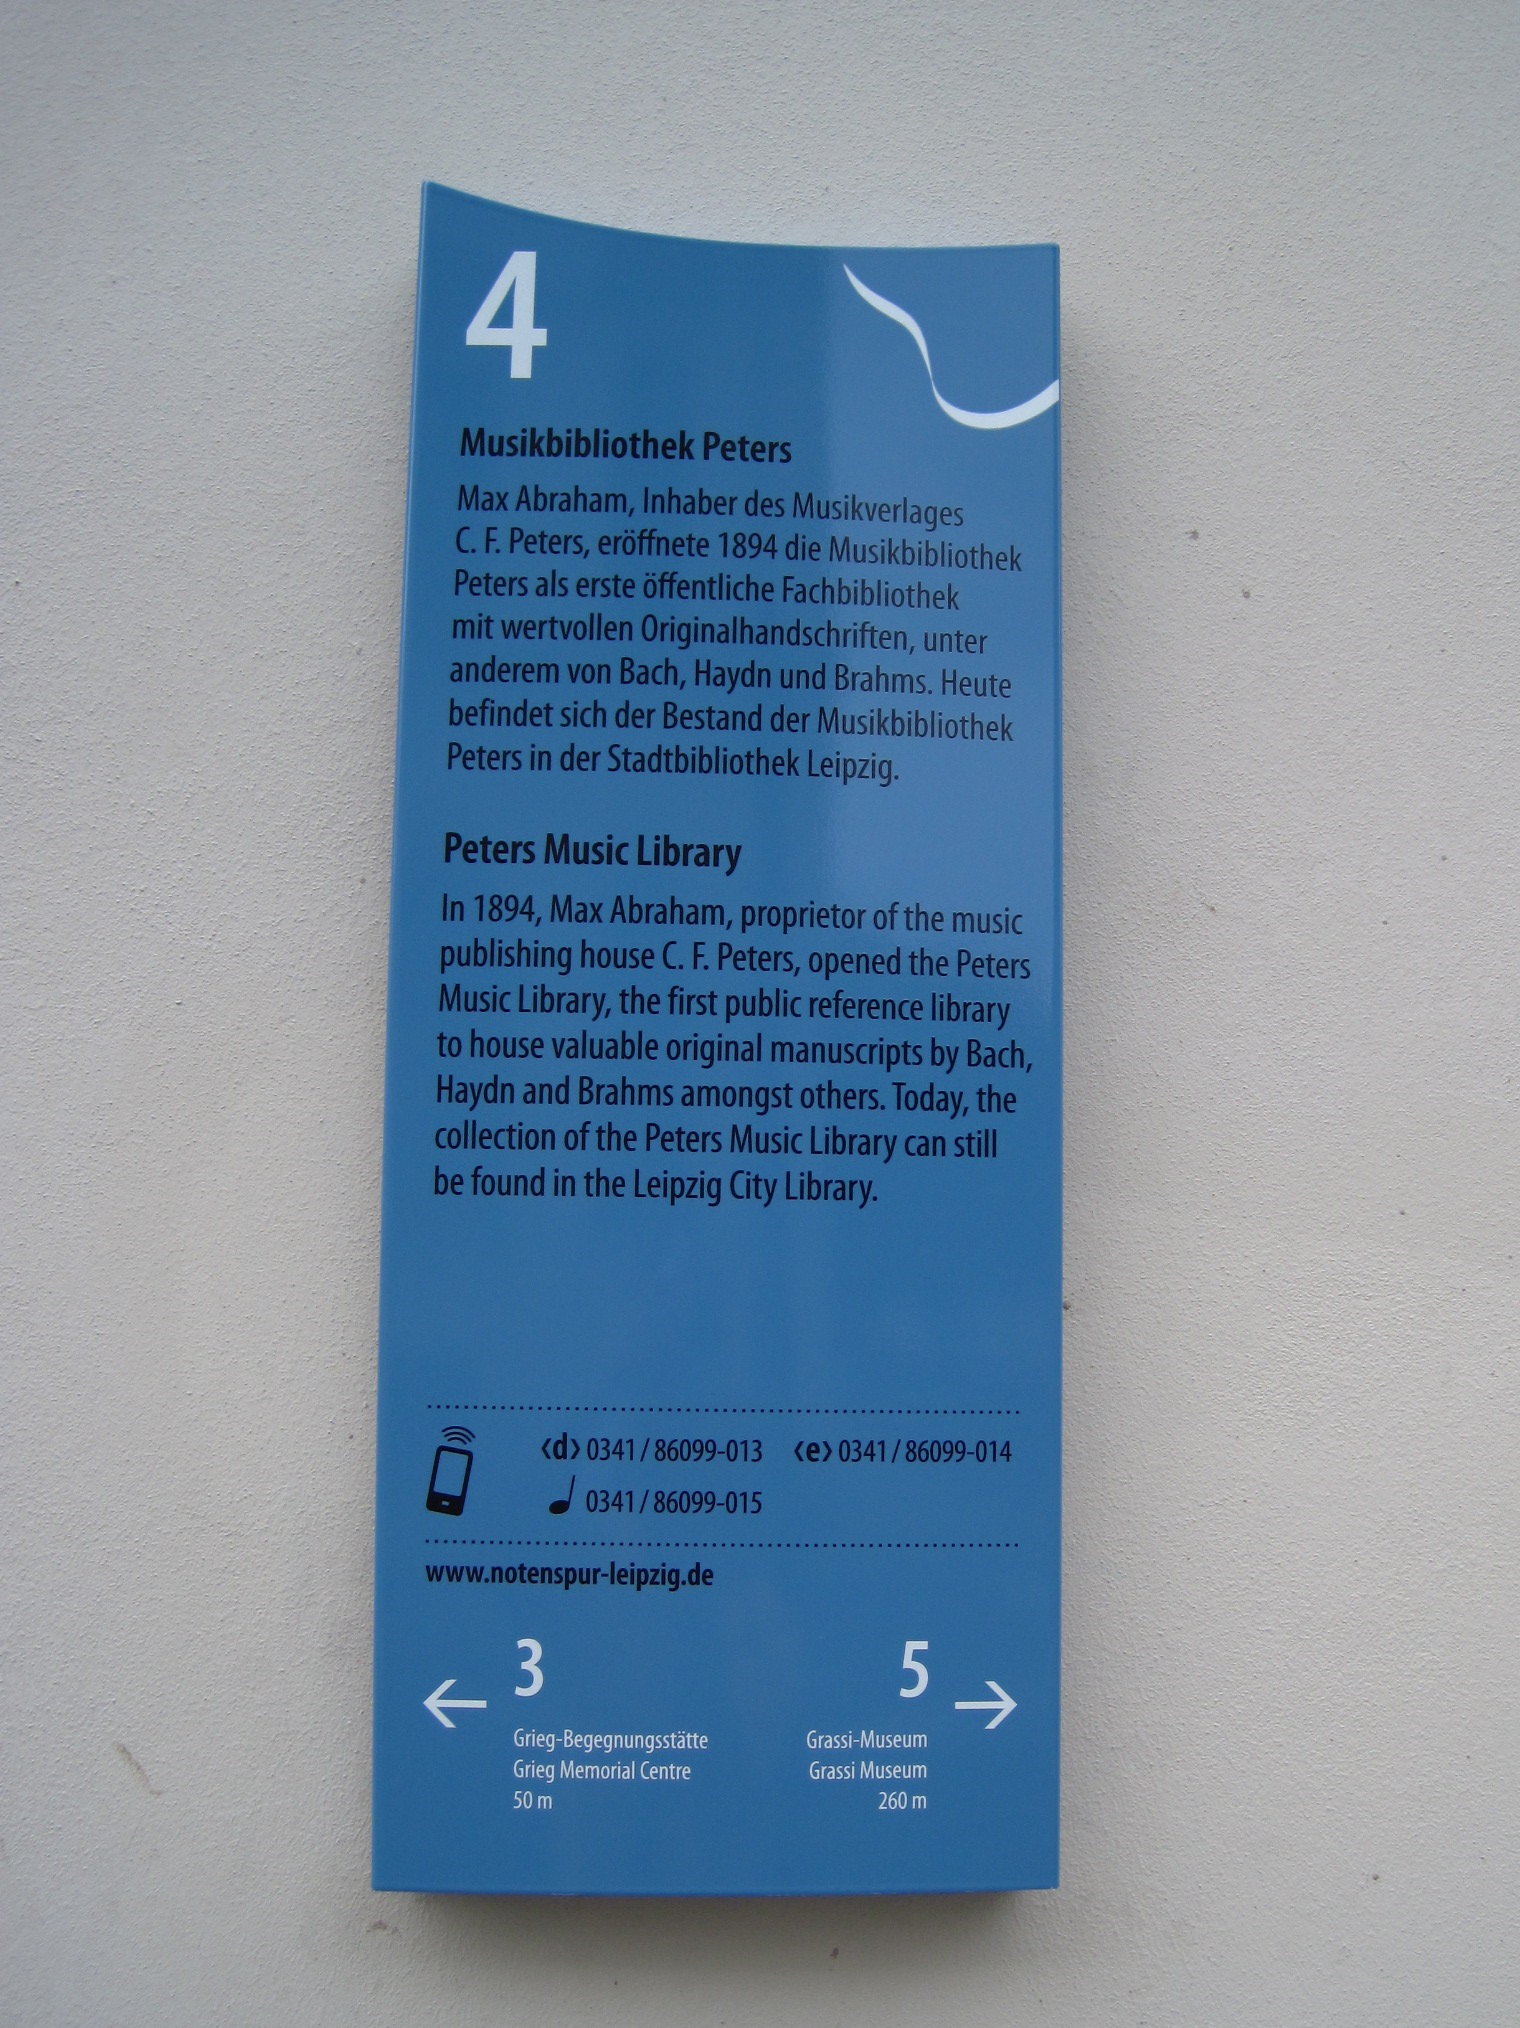 4
Musikbibliothek Peters
Max Abraham, Inhaber des Musikverlages
C. F. Peters, eröffnete 1894 die Musikbibliothek
Peters als erste öffentliche Fachbibliothek
mit wertvollen Originalhandschriften, unter
anderem von Bach, Haydn und Brahms. Heute
befindet sich der Bestand der Musikbibliothek
Peters in der Stadtbibliothek Leipzig.
Peters Music Library
In 1894, Max Abraham, proprietor of the music
publishing house C. F. Peters, opened the Peters
Music Library, the first public reference library
to house valuable original manuscripts by Bach,
Haydn and Brahms amongst others. Today, the
collection of the Peters Music Library can still
be found in the Leipzig City Library.
‹d› 0341 / 86099-013 ‹e› 0341 / 86099-014
0341 / 86099-015
www.notenspur-leipzig.de
← 3
Grieg-Begegnungsstätte
Grieg Memorial Centre
50 m
5 →
Grassi-Museum
Grassi Museum
260 m